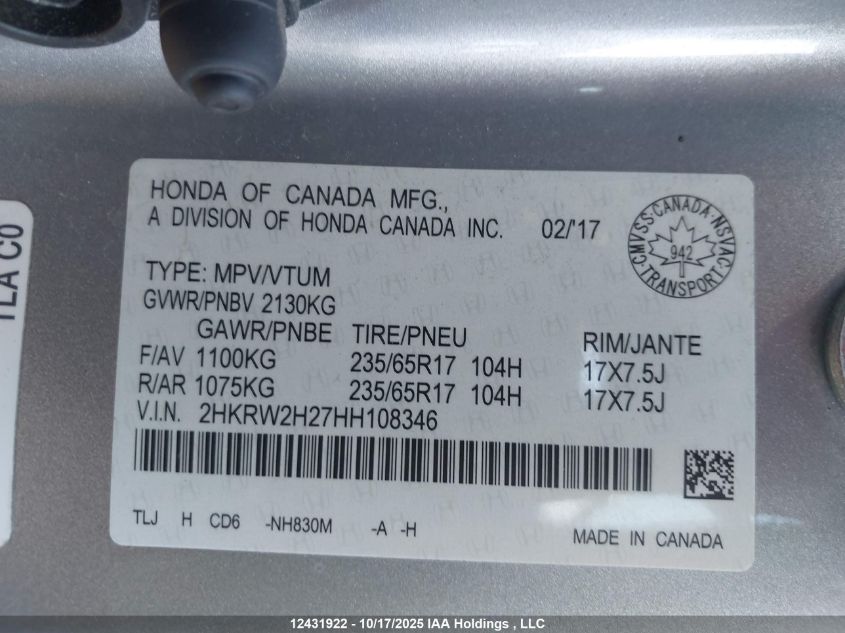 TLA C0
HONDA OF CANADA MFG.,
A DIVISION OF HONDA CANADA INC. 02/'17
CMVSS·CANADA·NSVAC
942
TRANSPORT
TYPE: MPV/VTUM
GVWR/PNBV 2130KG
GAWR/PNBE TIRE/PNEU RIM/JANTE
F/AV 1100KG 235/65R17 104H 17X7.5J
R/AR 1075KG 235/65R17 104H 17X7.5J
V.I.N. 2HKRW2H27HH108346
TLJ H CD6 -NH830M -A -H
MADE IN CANADA
12431922 - 10/17/2025 IAA Holdings , LLC